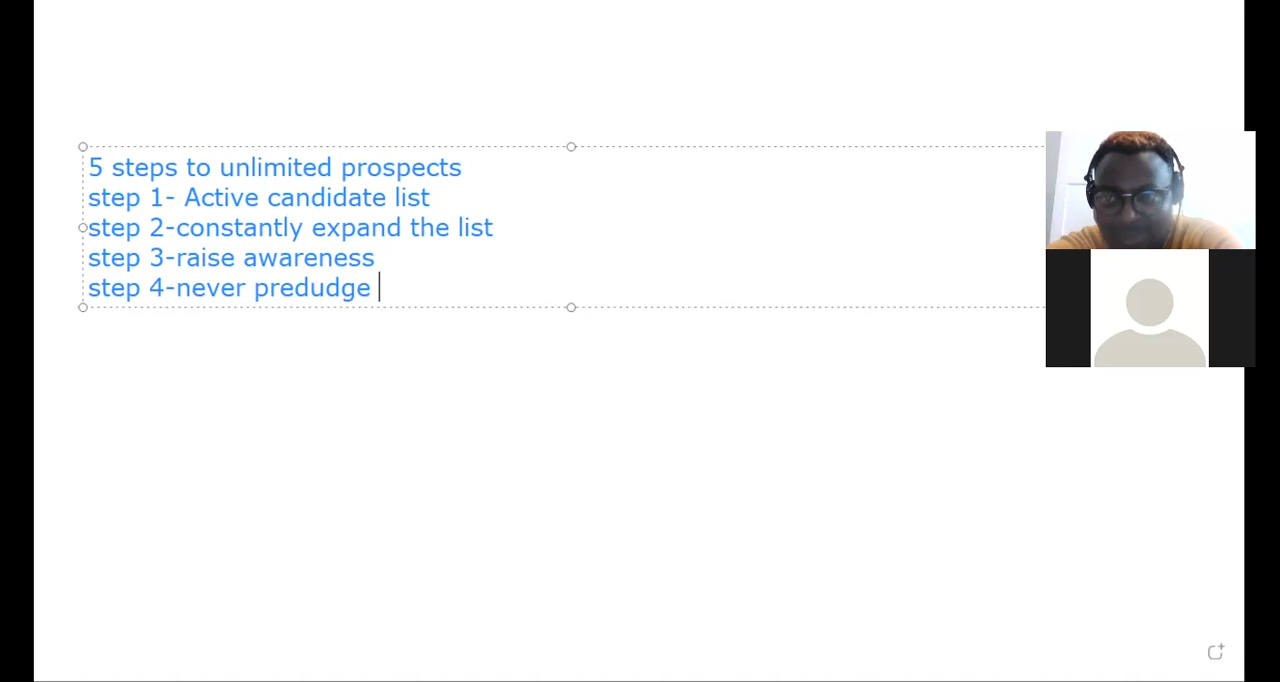 5 steps to unlimited prospects
step 1- Active candidate list
step 2-constantly expand the list
step 3-raise awareness
step 4-never predudge